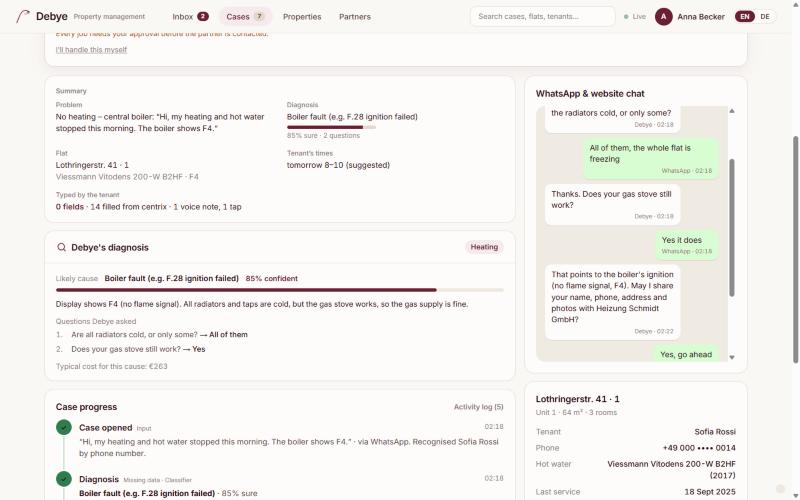 Debye Property management Inbox 2 Cases 7 Properties Partners Search cases, flats, tenants... Live A Anna Becker EN DE
Every job needs your approval before the partner is contacted.
I'll handle this myself
Summary
Problem
No heating – central boiler: “Hi, my heating and hot water
stopped this morning. The boiler shows F4.”
Diagnosis
Boiler fault (e.g. F.28 ignition failed)
85% sure · 2 questions
Flat
Lothringerstr. 41 · 1
Viessmann Vitodens 200-W B2HF · F4
Tenant's times
tomorrow 8–10 (suggested)
Typed by the tenant
0 fields · 14 filled from centrix · 1 voice note, 1 tap
Debye's diagnosis Heating
Likely cause Boiler fault (e.g. F.28 ignition failed) 85% confident
Display shows F4 (no flame signal). All radiators and taps are cold, but the gas stove works, so the gas supply is fine.
Questions Debye asked
1. Are all radiators cold, or only some? → All of them
2. Does your gas stove still work? → Yes
Typical cost for this cause: €263
Case progress Activity log (5)
Case opened Input 02:18
“Hi, my heating and hot water stopped this morning. The boiler shows F4.” · via WhatsApp. Recognised Sofia Rossi
by phone number.
Diagnosis Missing data · Classifier 02:18
Boiler fault (e.g. F.28 ignition failed) · 85% sure
WhatsApp & website chat
the radiators cold, or only some?
Debye · 02:18
All of them, the whole flat is
freezing
WhatsApp · 02:18
Thanks. Does your gas stove still
work?
Debye · 02:18
Yes it does
WhatsApp · 02:18
That points to the boiler's ignition
(no flame signal, F4). May I share
your name, phone, address and
photos with Heizung Schmidt
GmbH?
Debye · 02:22
Yes, go ahead
Lothringerstr. 41 · 1
Unit 1 · 64 m² · 3 rooms
Tenant Sofia Rossi
Phone +49 000 •••• 0014
Hot water Viessmann Vitodens 200-W B2HF
(2017)
Last service 18 Sept 2025